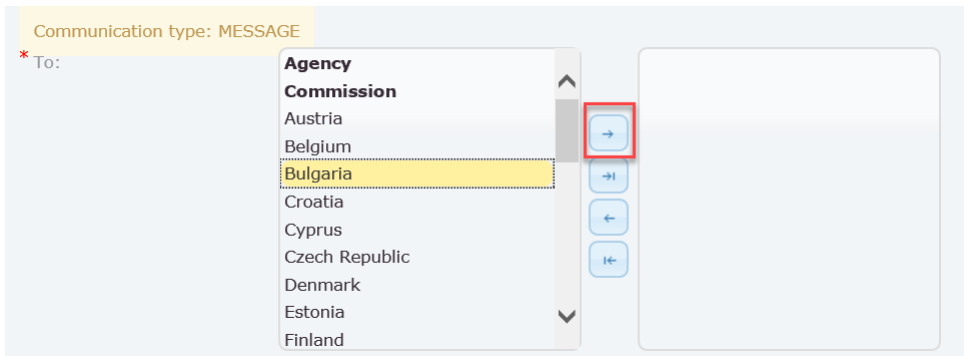 Communication type: MESSAGE
* To:
Agency
Commission
Austria
Belgium
Bulgaria
Croatia
Cyprus
Czech Republic
Denmark
Estonia
Finland